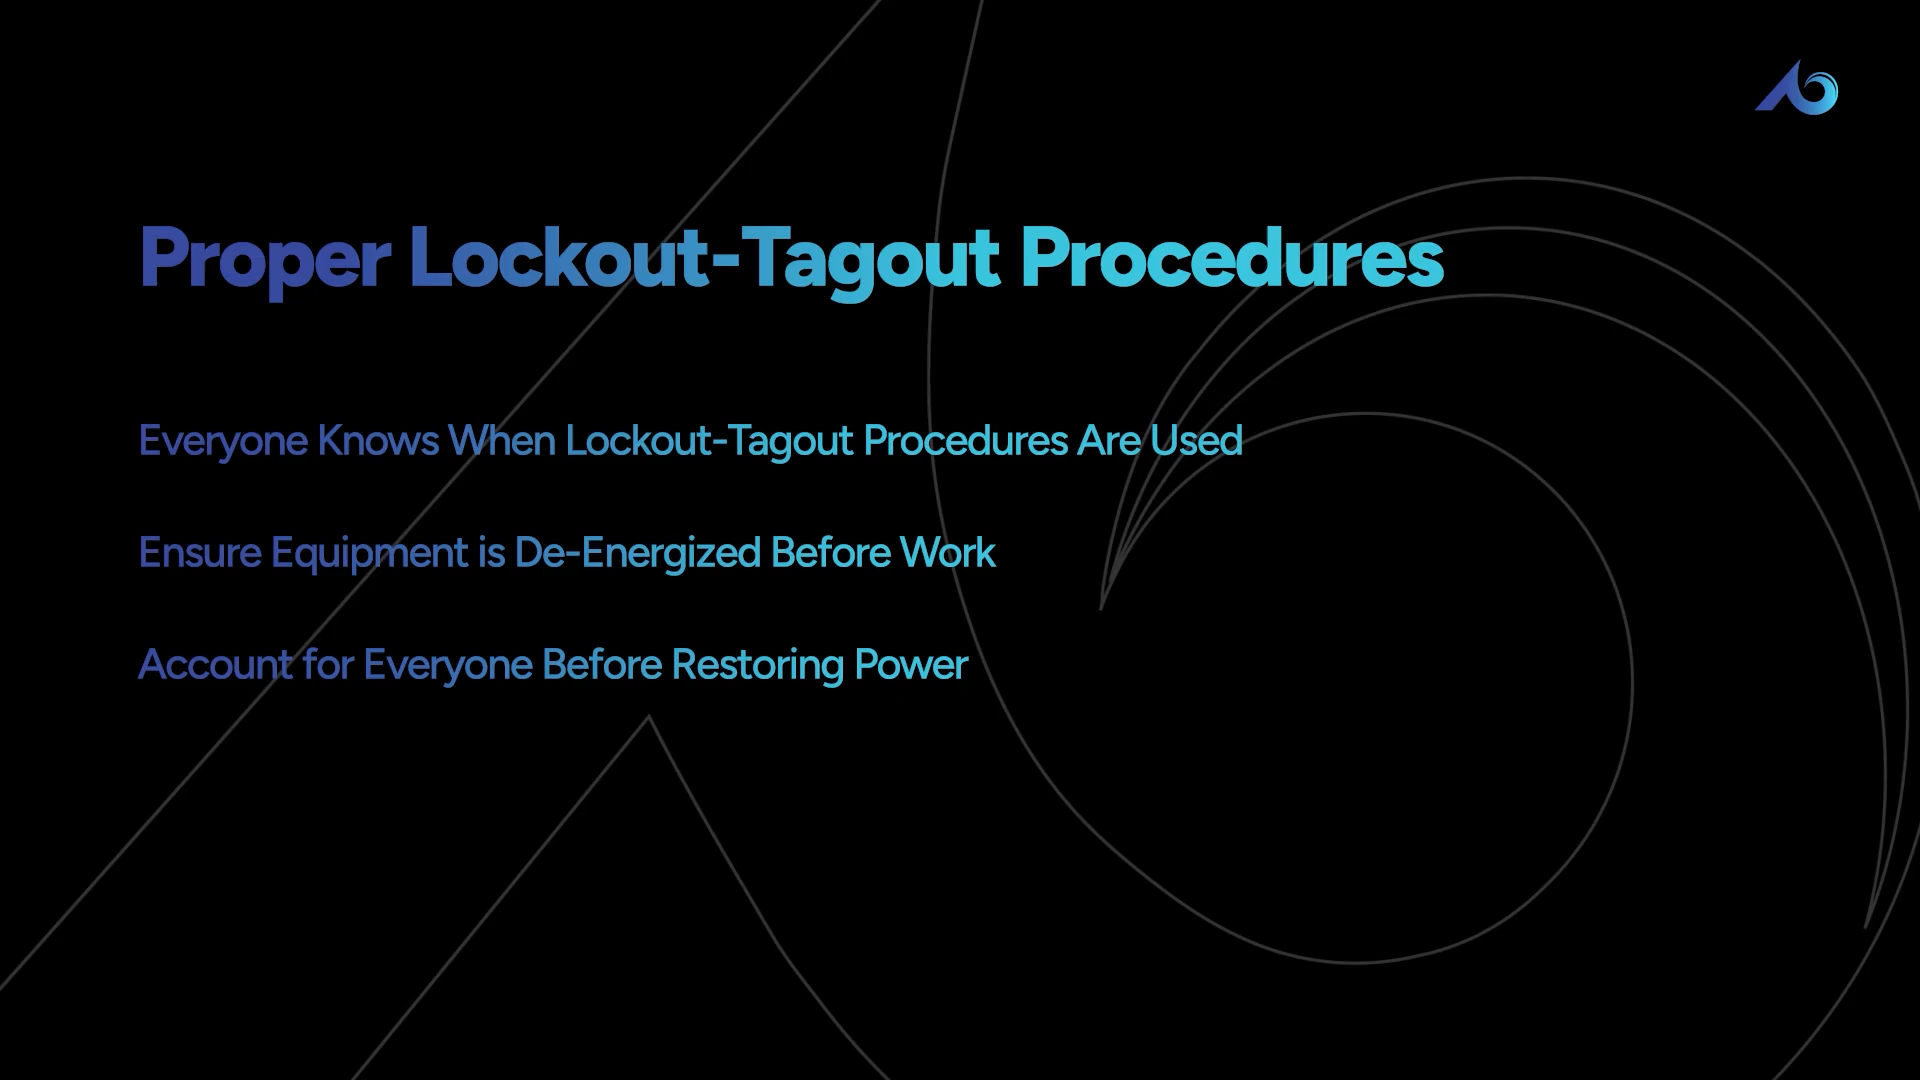 Proper Lockout-Tagout Procedures
Everyone Knows When Lockout-Tagout Procedures Are Used
Ensure Equipment is De-Energized Before Work
Account for Everyone Before Restoring Power